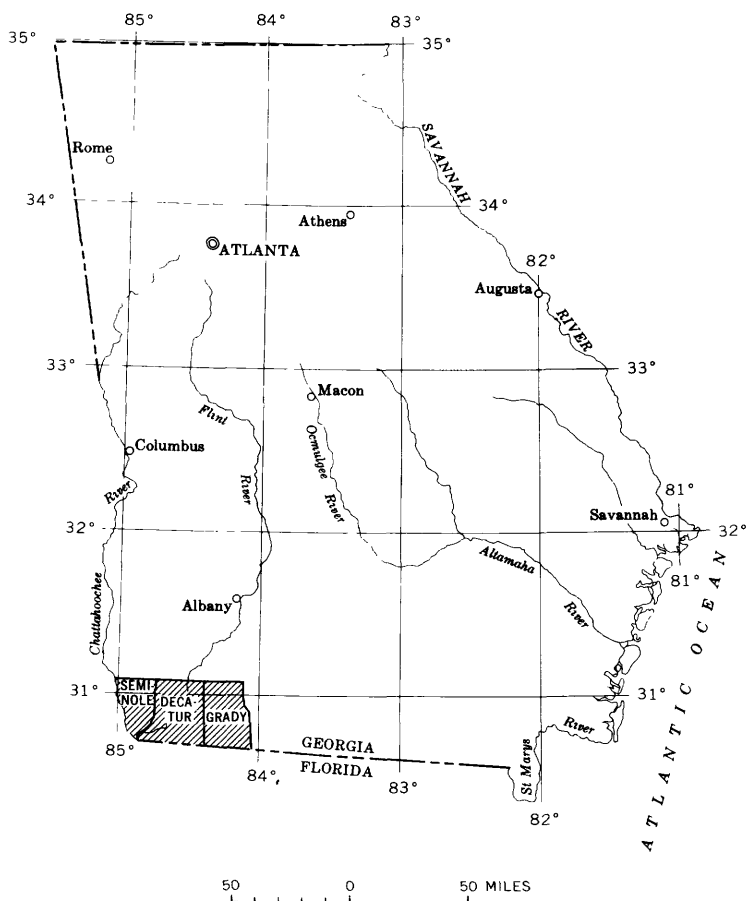 85° 84° 83°
35° 35°
SAVANNAH
Rome
34° 34°
Athens
ATLANTA
82°
Augusta
RIVER
33° 33°
Macon
Flint
Ocmulgee
Columbus
River
River
River
81°
Savannah
32° 32°
Altamaha
81°
Chattahoochee
Albany
River
ATLANTIC OCEAN
SEMI-
NOLE
DECA-
TUR
GRADY
31° 31°
River
85°
GEORGIA
FLORIDA
St Marys
84°
83°
82°
50 0 50 MILES